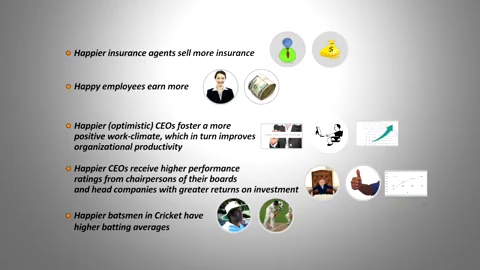 Happier insurance agents sell more insurance
Happy employees earn more
Happier (optimistic) CEOs foster a more
positive work-climate, which in turn improves
organizational productivity
Happier CEOs receive higher performance
ratings from chairpersons of their boards
and head companies with greater returns on investment
Happier batsmen in Cricket have
higher batting averages